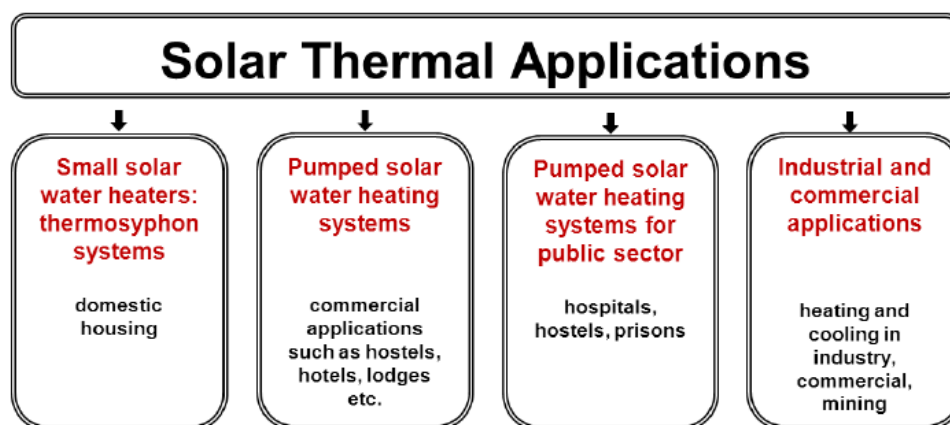 Solar Thermal Applications
Small solar
water heaters:
thermosyphon
systems
domestic
housing
Pumped solar
water heating
systems
commercial
applications
such as hostels,
hotels, lodges
etc.
Pumped solar
water heating
systems for
public sector
hospitals,
hostels, prisons
Industrial and
commercial
applications
heating and
cooling in
industry,
commercial,
mining